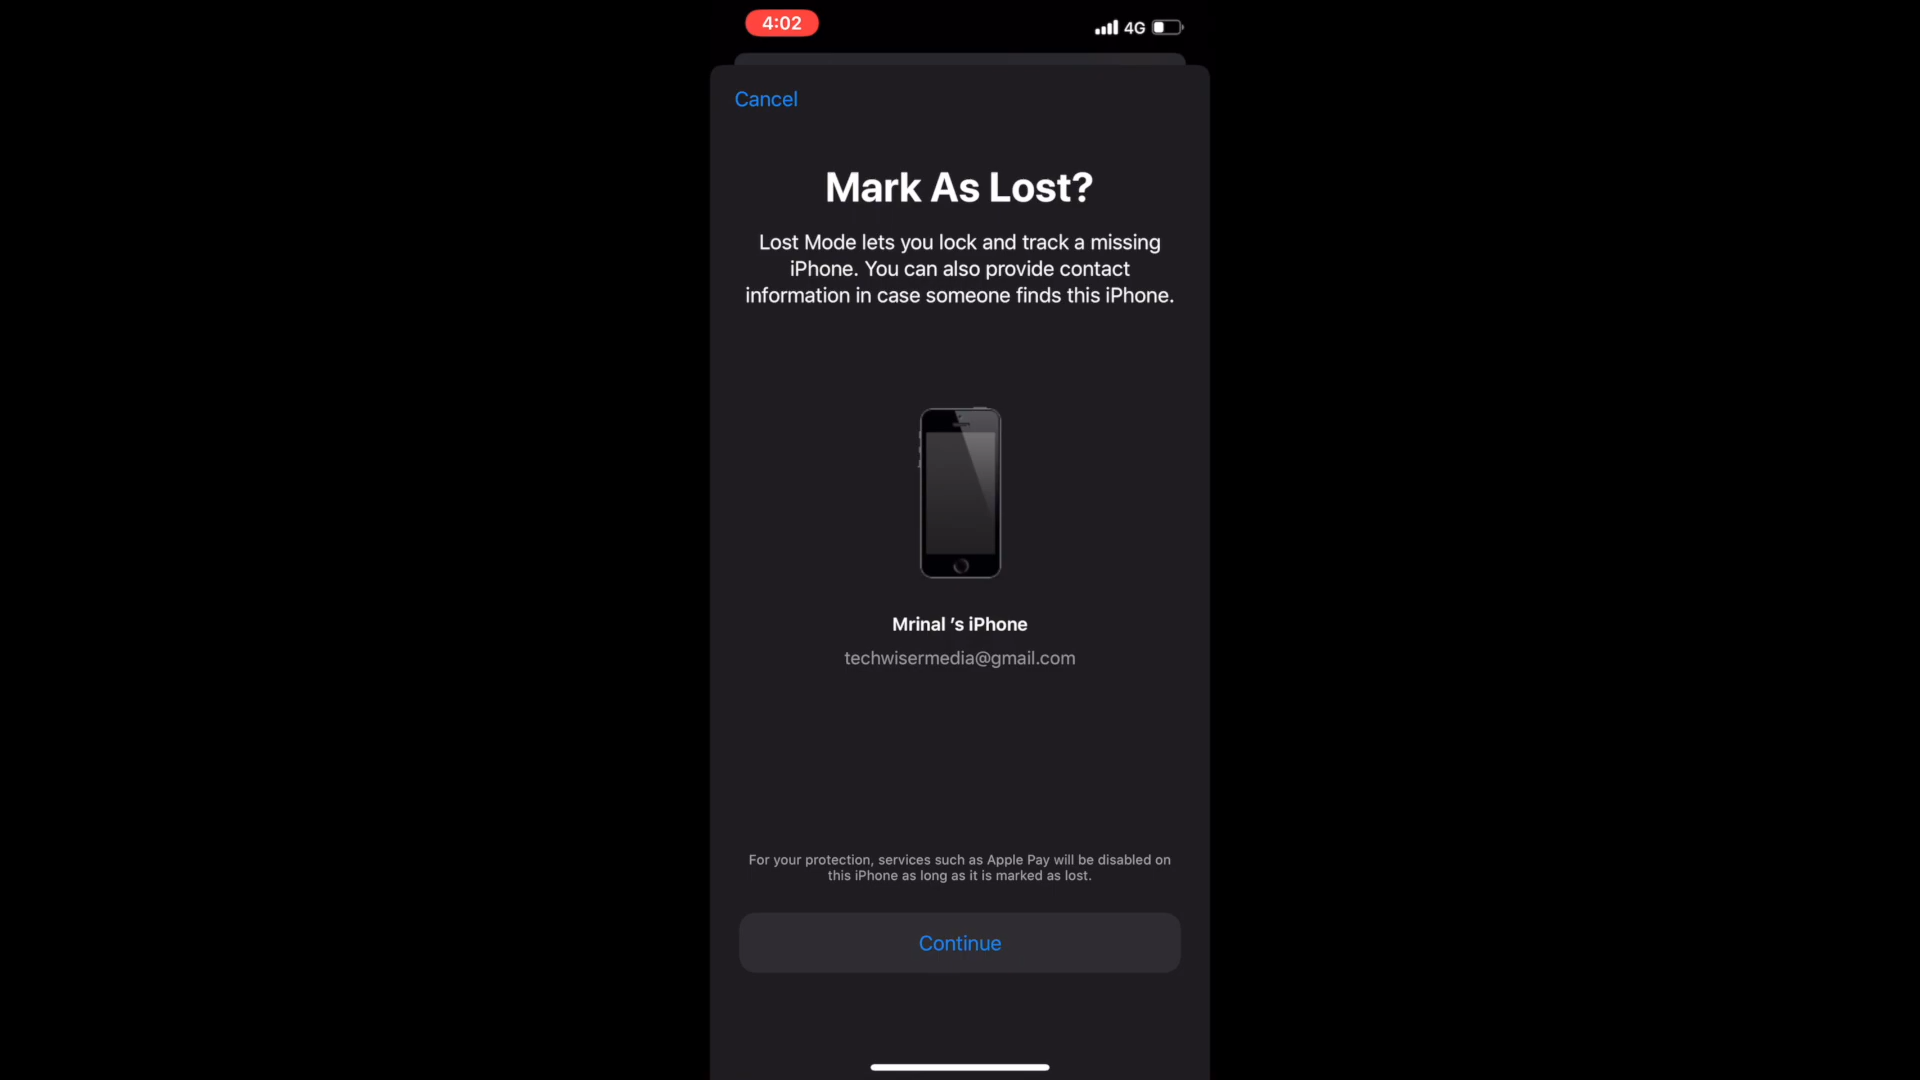 4:02
4G
Cancel
Mark As Lost?
Lost Mode lets you lock and track a missing
iPhone. You can also provide contact
information in case someone finds this iPhone.
Mrinal ’s iPhone
techwisermedia@gmail.com
For your protection, services such as Apple Pay will be disabled on
this iPhone as long as it is marked as lost.
Continue